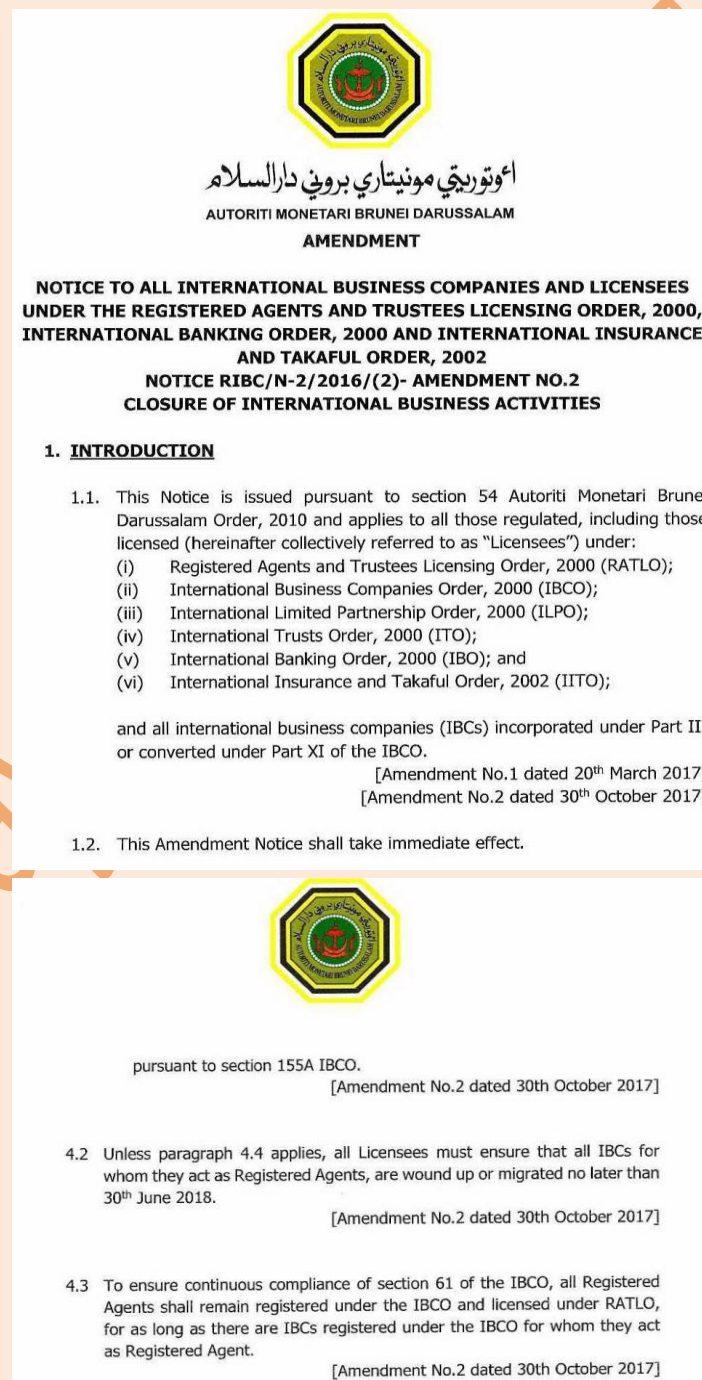 اءوتوريتي مونيتاري بروني دارالسلام
AUTORITI MONETARI BRUNEI DARUSSALAM
AMENDMENT
NOTICE TO ALL INTERNATIONAL BUSINESS COMPANIES AND LICENSEES
UNDER THE REGISTERED AGENTS AND TRUSTEES LICENSING ORDER, 2000,
INTERNATIONAL BANKING ORDER, 2000 AND INTERNATIONAL INSURANCE
AND TAKAFUL ORDER, 2002
NOTICE RIBC/N-2/2016/(2)- AMENDMENT NO.2
CLOSURE OF INTERNATIONAL BUSINESS ACTIVITIES
1. INTRODUCTION
1.1. This Notice is issued pursuant to section 54 Autoriti Monetari Brune
Darussalam Order, 2010 and applies to all those regulated, including those
licensed (hereinafter collectively referred to as "Licensees") under:
(i) Registered Agents and Trustees Licensing Order, 2000 (RATLO);
(ii) International Business Companies Order, 2000 (IBCO);
(iii) International Limited Partnership Order, 2000 (ILPO);
(iv) International Trusts Order, 2000 (ITO);
(v) International Banking Order, 2000 (IBO); and
(vi) International Insurance and Takaful Order, 2002 (IITO);
and all international business companies (IBCs) incorporated under Part II
or converted under Part XI of the IBCO.
[Amendment No.1 dated 20th March 2017]
[Amendment No.2 dated 30th October 2017
1.2. This Amendment Notice shall take immediate effect.
pursuant to section 155A IBCO.
[Amendment No.2 dated 30th October 2017]
4.2 Unless paragraph 4.4 applies, all Licensees must ensure that all IBCs for
whom they act as Registered Agents, are wound up or migrated no later than
30th June 2018.
[Amendment No.2 dated 30th October 2017]
4.3 To ensure continuous compliance of section 61 of the IBCO, all Registered
Agents shall remain registered under the IBCO and licensed under RATLO,
for as long as there are IBCs registered under the IBCO for whom they act
as Registered Agent.
[Amendment No.2 dated 30th October 2017]